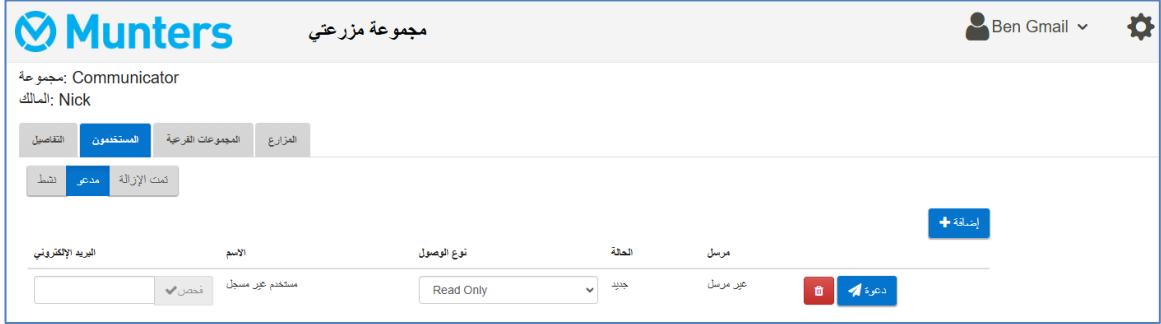 Munters
مجموعة مزرعتي
Ben Gmail
مجموعة: Communicator
المالك: Nick
التفاصيل المستخدمون المجموعات الفرعية المزارع
نشط مدعو تمت الإزالة
إضافة
البريد الإلكتروني الاسم نوع الوصول الحالة مرسل
فحص مستخدم غير مسجل Read Only جديد غير مرسل دعوة